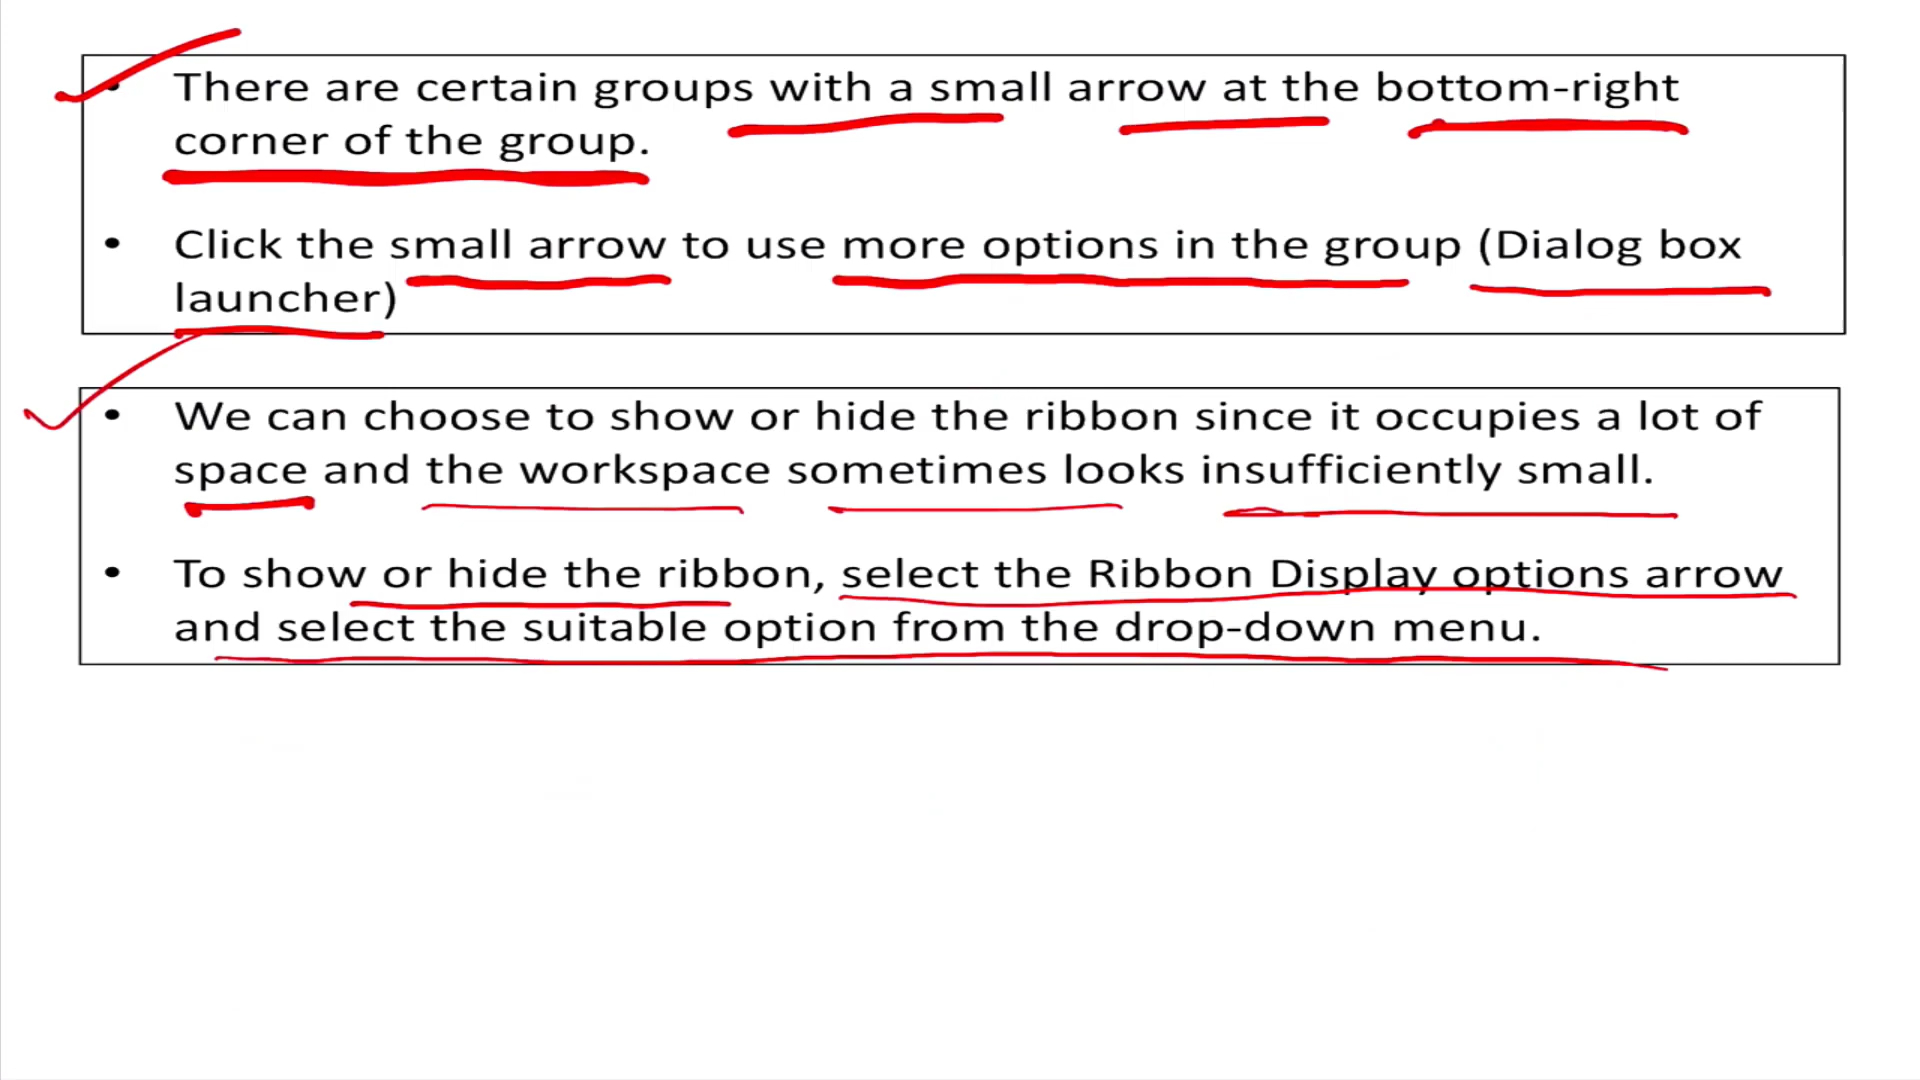 • There are certain groups with a small arrow at the bottom-right
corner of the group.
• Click the small arrow to use more options in the group (Dialog box
launcher)
• We can choose to show or hide the ribbon since it occupies a lot of
space and the workspace sometimes looks insufficiently small.
• To show or hide the ribbon, select the Ribbon Display options arrow
and select the suitable option from the drop-down menu.